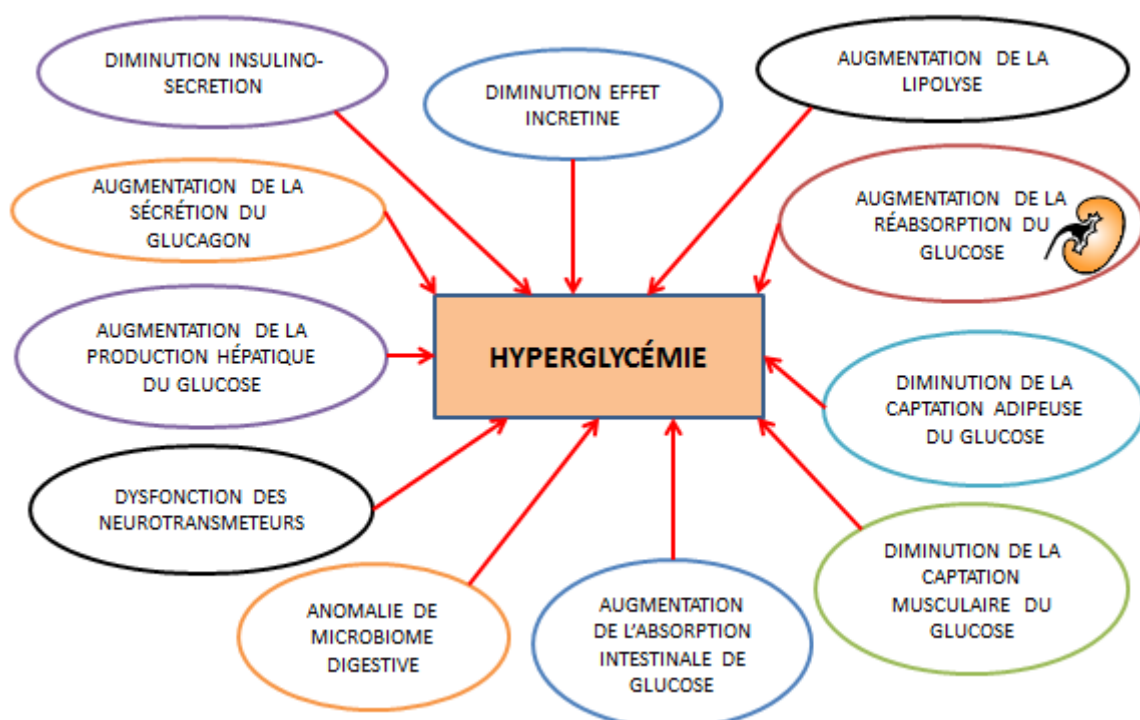 DIMINUTION INSULINO-
SECRETION
DIMINUTION EFFET
INCRETINE
AUGMENTATION DE LA
LIPOLYSE
AUGMENTATION DE LA
SÉCRÉTION DU
GLUCAGON
AUGMENTATION DE LA
RÉABSORPTION DU
GLUCOSE
AUGMENTATION DE LA
PRODUCTION HÉPATIQUE
DU GLUCOSE
HYPERGLYCÉMIE
DIMINUTION DE LA
CAPTATION ADIPEUSE
DU GLUCOSE
DYSFONCTION DES
NEUROTRANSMETEURS
ANOMALIE DE
MICROBIOME
DIGESTIVE
AUGMENTATION
DE L’ABSORPTION
INTESTINALE DE
GLUCOSE
DIMINUTION DE LA
CAPTATION
MUSCULAIRE DU
GLUCOSE